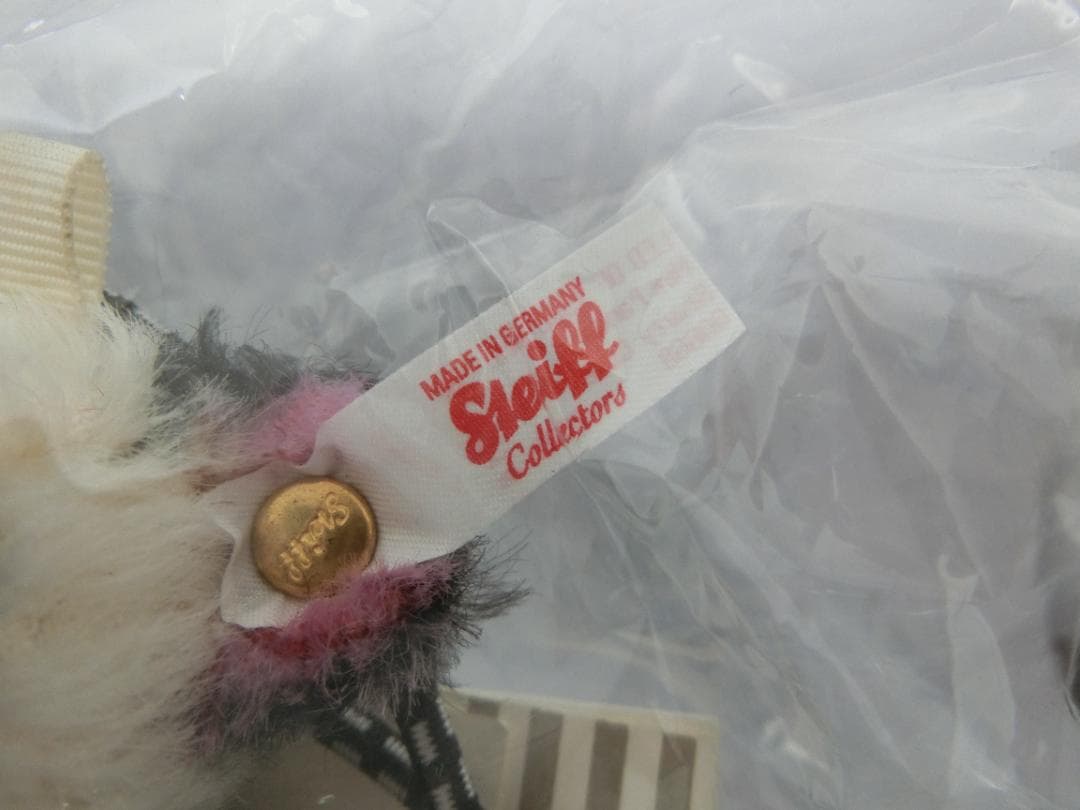 MADE IN GERMANY
Steiff
Collectors
Steiff